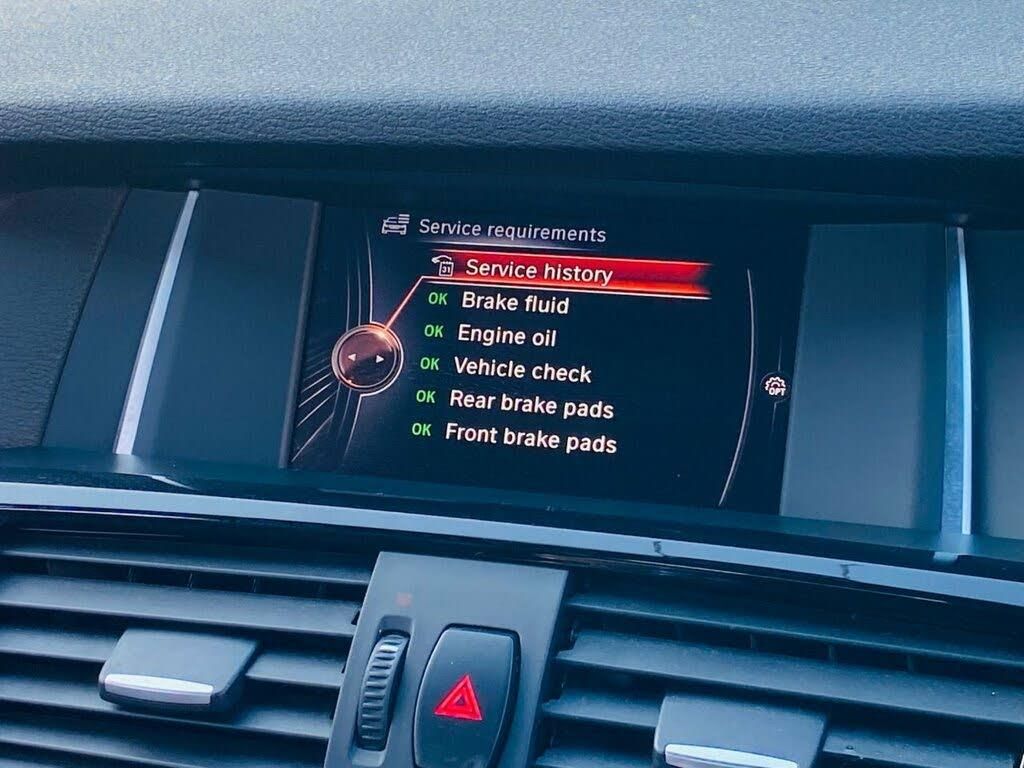 Service requirements
31 Service history
OK Brake fluid
OK Engine oil
OK Vehicle check
OK Rear brake pads
OK Front brake pads
OPT